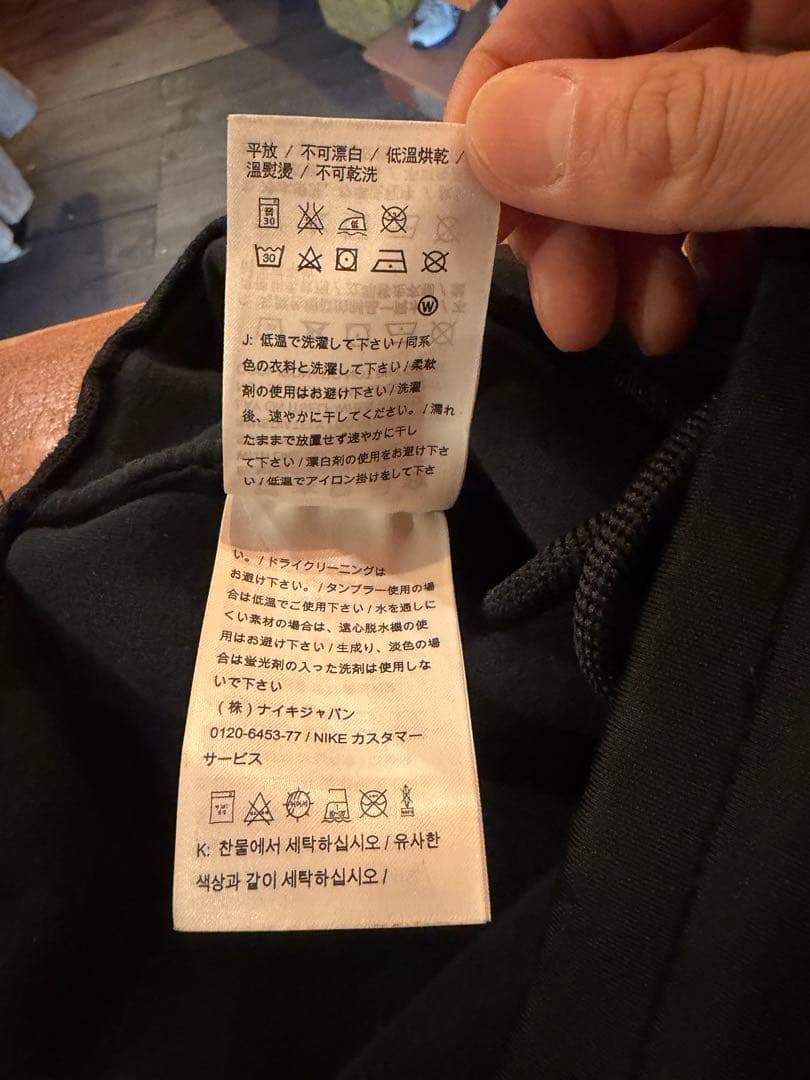 平放 / 不可漂白 / 低溫烘乾 /
溫熨燙 / 不可乾洗
30
低
30
W
J: 低温で洗濯して下さい / 同系
色の衣料と洗濯して下さい / 柔軟
剤の使用はお避け下さい / 洗濯
後、速やかに干してください。 / 濡れ
たままで放置せず速やかに干し
て下さい / 漂白剤の使用をお避け下さ
い / 低温でアイロン掛けをして下さ
い。 / ドライクリーニングは
お避け下さい。 / タンブラー使用の場
合は低温でご使用下さい / 水を通しに
くい素材の場合は、遠心脱水機の使
用はお避け下さい / 生成り、淡色の場
合は蛍光剤の入った洗剤は使用しな
いで下さい
(株) ナイキジャパン
0120-6453-77 / NIKE カスタマー
サービス
K: 찬물에서 세탁하십시오 / 유사한
색상과 같이 세탁하십시오 /